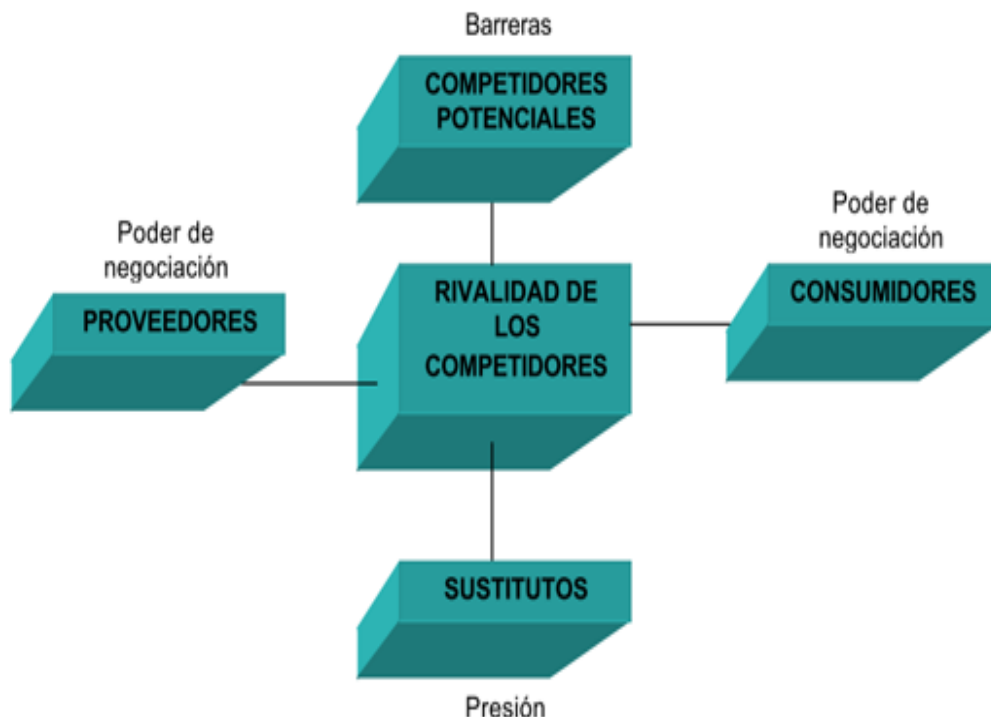 Barreras
COMPETIDORES
POTENCIALES
Poder de
negociación
PROVEEDORES
RIVALIDAD DE
LOS
COMPETIDORES
Poder de
negociación
CONSUMIDORES
SUSTITUTOS
Presión